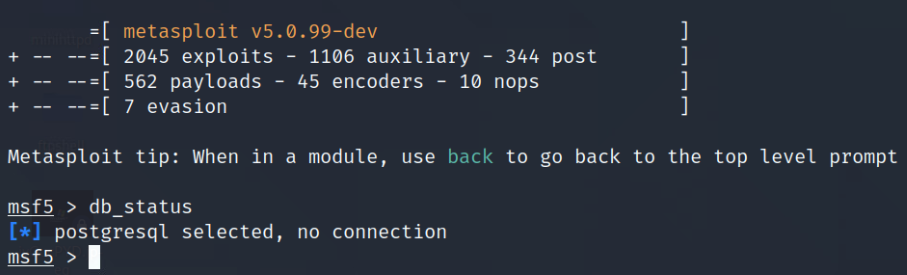 =[ metasploit v5.0.99-dev ]
+ -- --=[ 2045 exploits - 1106 auxiliary - 344 post ]
+ -- --=[ 562 payloads - 45 encoders - 10 nops ]
+ -- --=[ 7 evasion ]
Metasploit tip: When in a module, use back to go back to the top level prompt
msf5 > db_status
[*] postgresql selected, no connection
msf5 >